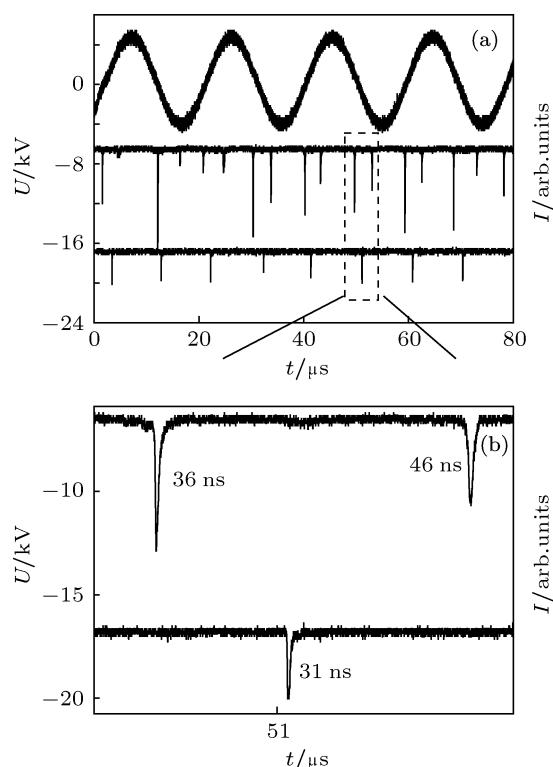 (a)
0
−8
−16
−24
U/kV
I/arb.units
0 20 40 60 80
t/μs
(b)
36 ns
46 ns
31 ns
−10
−15
−20
U/kV
I/arb.units
51
t/μs